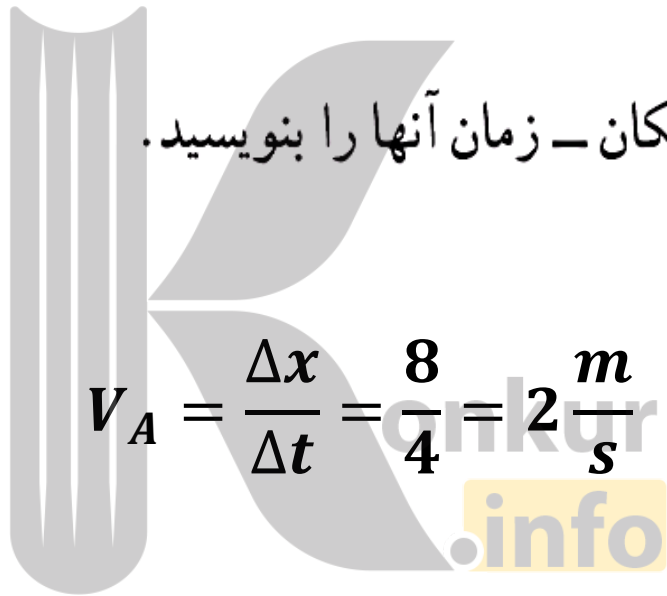 کان – زمان آنها را بنویسید.
V_A = Δx/Δt = 8/4 = 2 m/s
Konkur
.info